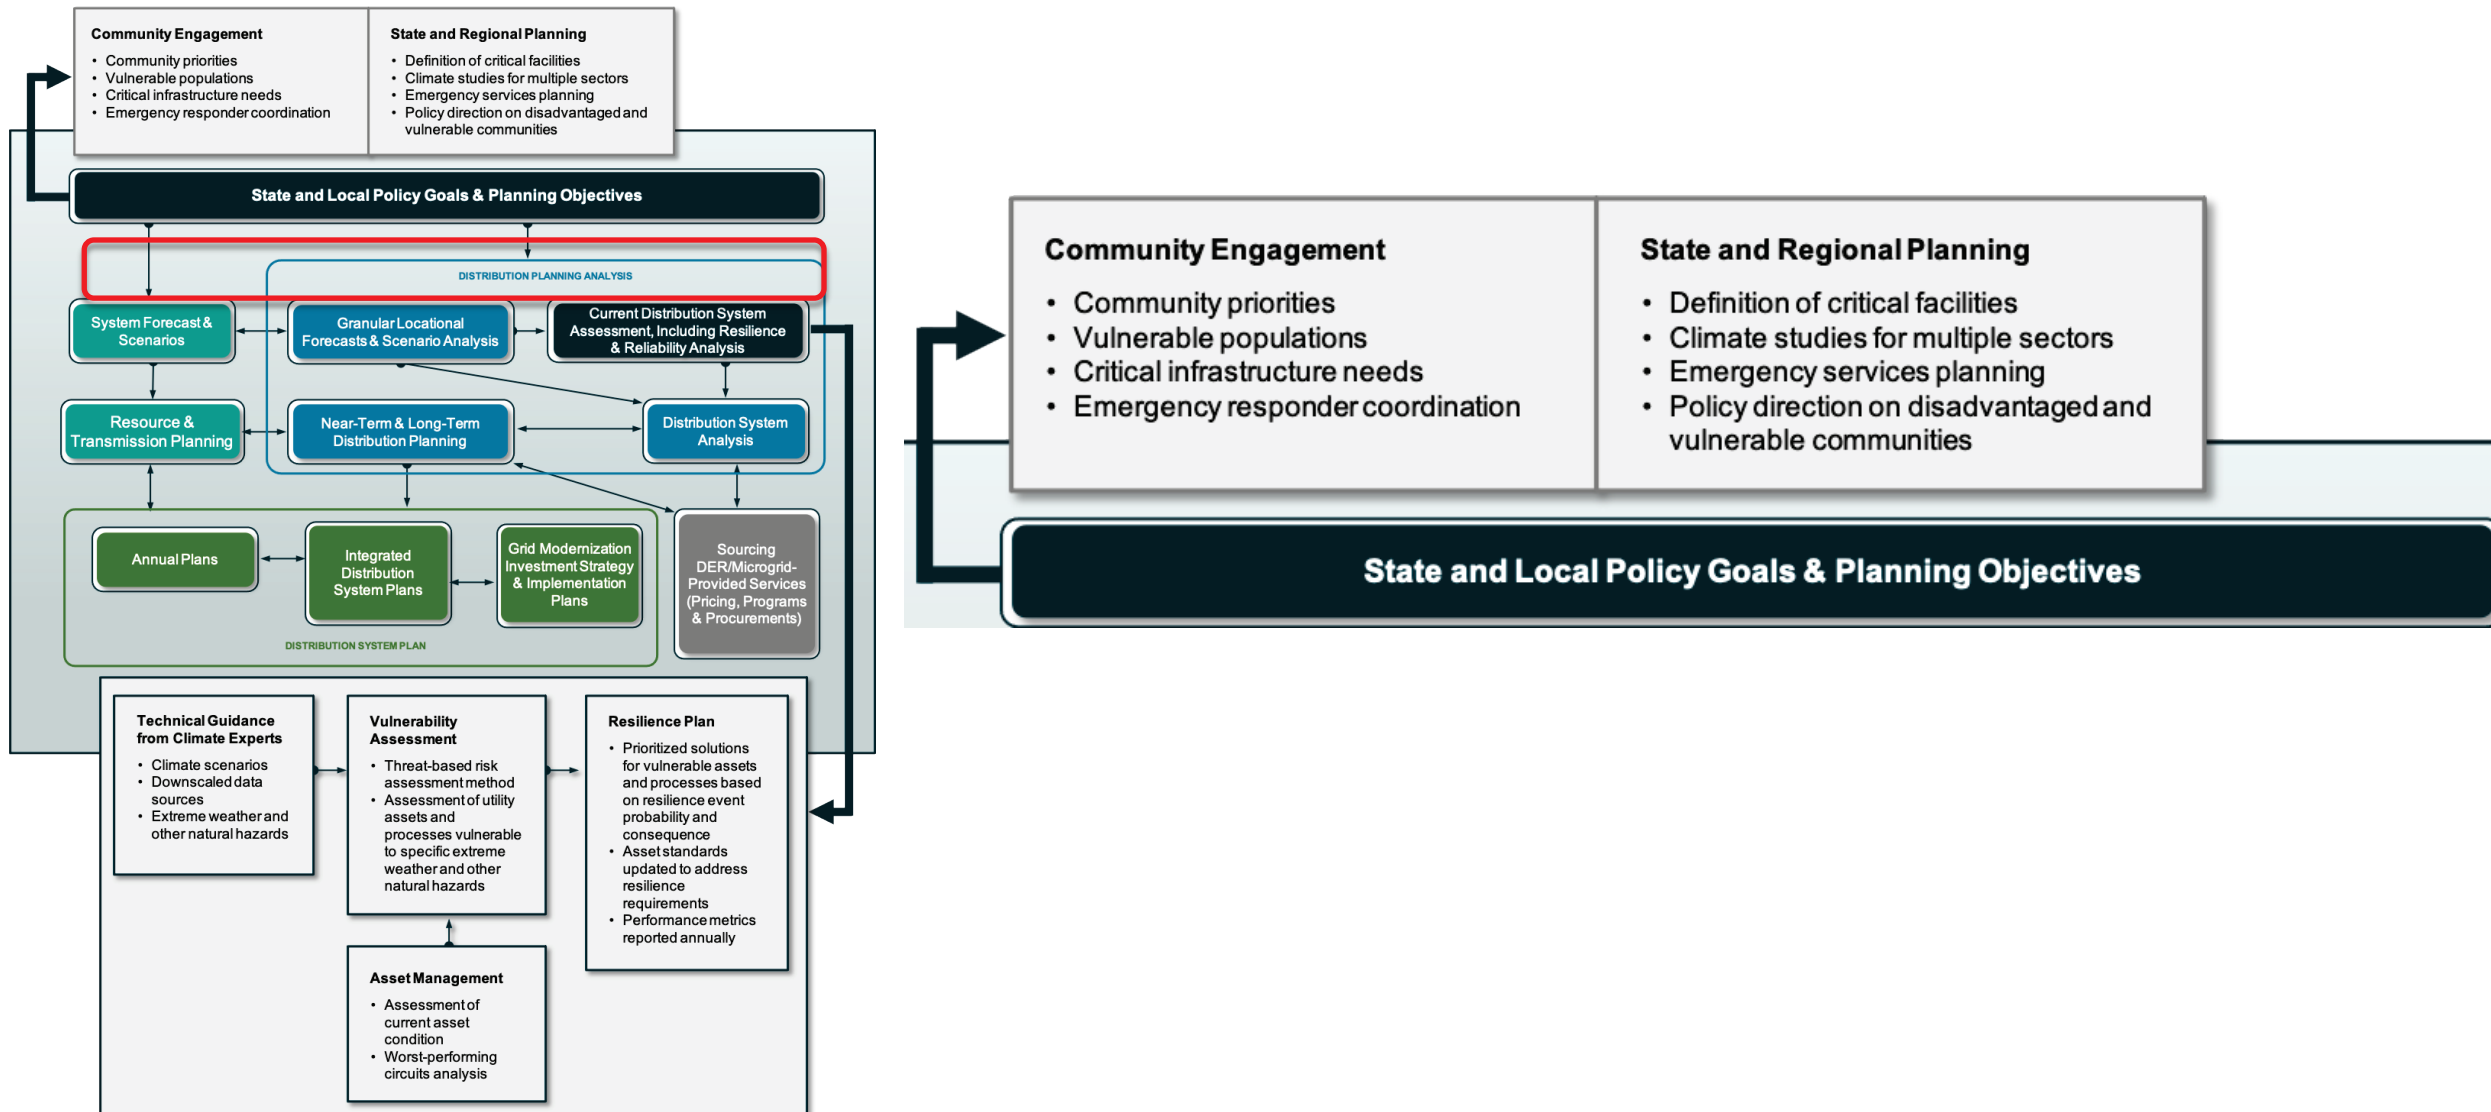 Community Engagement
• Community priorities
• Vulnerable populations
• Critical infrastructure needs
• Emergency responder coordination
State and Regional Planning
• Definition of critical facilities
• Climate studies for multiple sectors
• Emergency services planning
• Policy direction on disadvantaged and
vulnerable communities
State and Local Policy Goals & Planning Objectives
DISTRIBUTION PLANNING ANALYSIS
System Forecast &
Scenarios
Granular Locational
Forecasts & Scenario Analysis
Current Distribution System
Assessment, Including Resilience
& Reliability Analysis
Resource &
Transmission Planning
Near-Term & Long-Term
Distribution Planning
Distribution System
Analysis
Annual Plans
Integrated
Distribution
System Plans
Grid Modernization
Investment Strategy
& Implementation
Plans
Sourcing
DER/Microgrid-
Provided Services
(Pricing, Programs
& Procurements)
DISTRIBUTION SYSTEM PLAN
Technical Guidance
from Climate Experts
• Climate scenarios
• Downscaled data
sources
• Extreme weather and
other natural hazards
Vulnerability
Assessment
• Threat-based risk
assessment method
• Assessment of utility
assets and
processes vulnerable
to specific extreme
weather and other
natural hazards
Resilience Plan
• Prioritized solutions
for vulnerable assets
and processes based
on resilience event
probability and
consequence
• Asset standards
updated to address
resilience
requirements
• Performance metrics
reported annually
Asset Management
• Assessment of
current asset
condition
• Worst-performing
circuits analysis
Community Engagement
• Community priorities
• Vulnerable populations
• Critical infrastructure needs
• Emergency responder coordination
State and Regional Planning
• Definition of critical facilities
• Climate studies for multiple sectors
• Emergency services planning
• Policy direction on disadvantaged and
vulnerable communities
State and Local Policy Goals & Planning Objectives